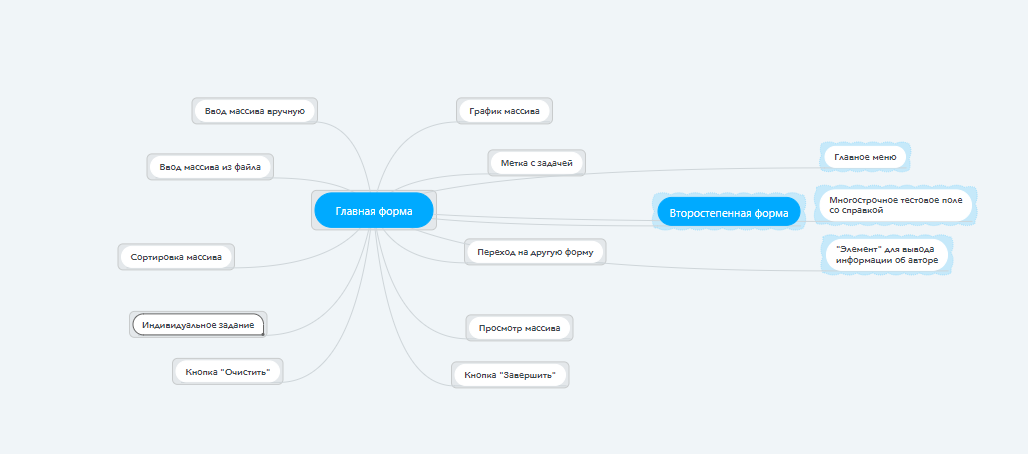 Ввод массива вручную
График массива
Ввод массива из файла
Метка с задачей
Главное меню
Главная форма
Второстепенная форма
Многострочное тестовое поле
со справкой
Сортировка массива
Переход на другую форму
"Элемент" для вывода
информации об авторе
Индивидуальное задание
Просмотр массива
Кнопка "Очистить"
Кнопка "Завершить"